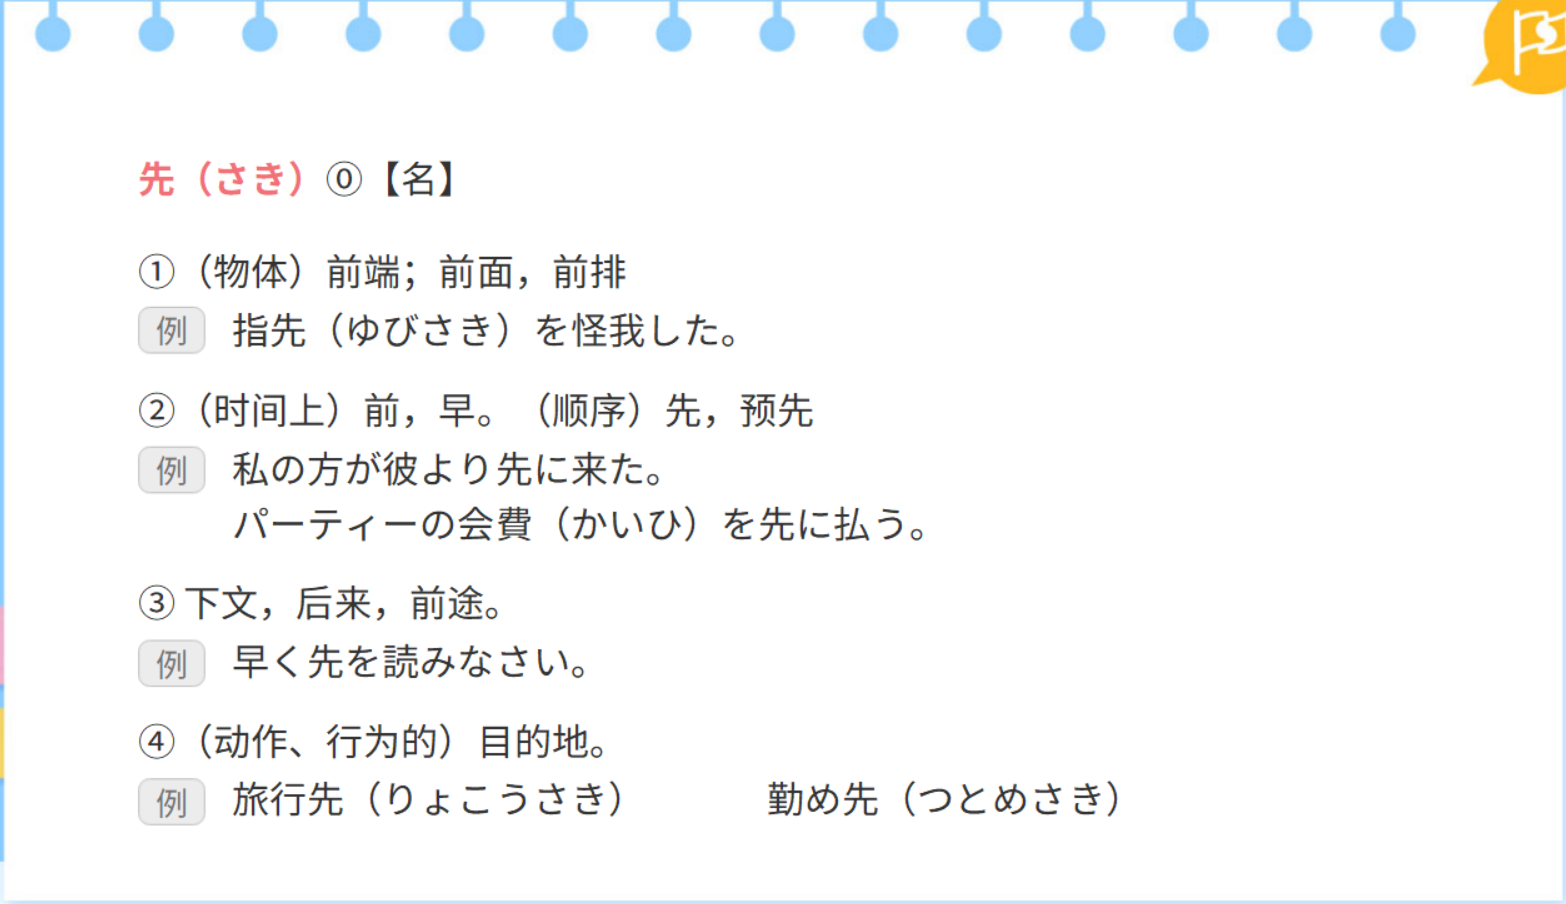 先（さき）⓪【名】
①（物体）前端；前面，前排
例 指先（ゆびさき）を怪我した。
②（时间上）前，早。（顺序）先，预先
例 私の方が彼より先に来た。
パーティーの会費（かいひ）を先に払う。
③下文，后来，前途。
例 早く先を読みなさい。
④（动作、行为的）目的地。
例 旅行先（りょこうさき） 勤め先（つとめさき）